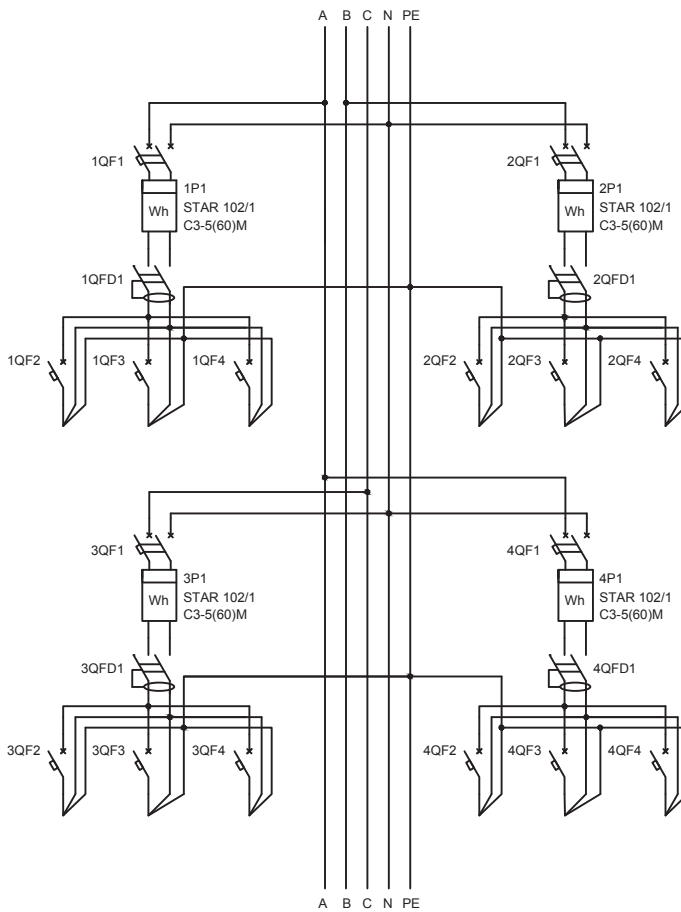 A B C N PE
1QF1
1P1
Wh
STAR 102/1
C3-5(60)M
1QFD1
1QF2
1QF3
1QF4
2QF1
2P1
Wh
STAR 102/1
C3-5(60)M
2QFD1
2QF2
2QF3
2QF4
3QF1
3P1
Wh
STAR 102/1
C3-5(60)M
3QFD1
3QF2
3QF3
3QF4
4QF1
4P1
Wh
STAR 102/1
C3-5(60)M
4QFD1
4QF2
4QF3
4QF4
A B C N PE